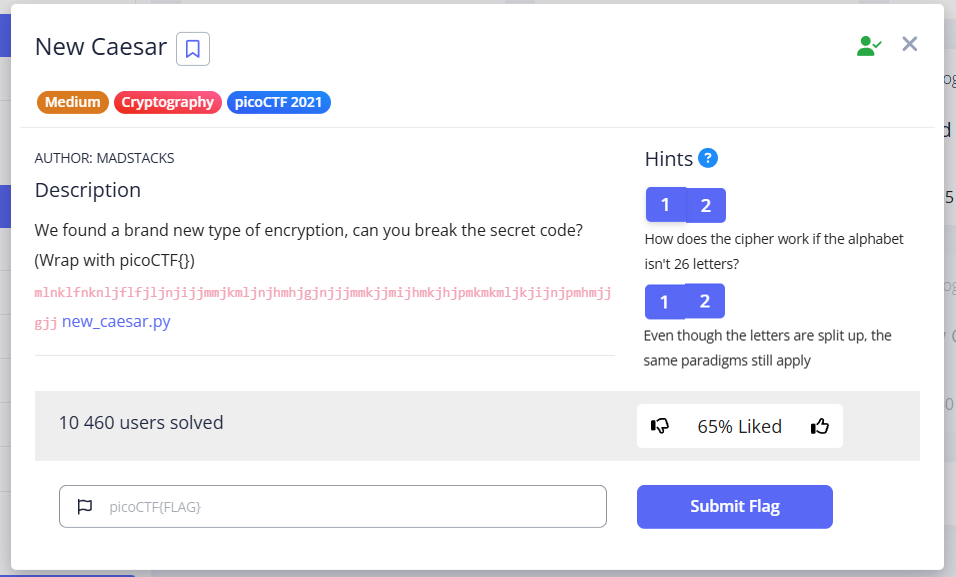 New Caesar
Medium Cryptography picoCTF 2021
AUTHOR: MADSTACKS
Description
We found a brand new type of encryption, can you break the secret code?
(Wrap with picoCTF{})
mlnklfnknljflfjljnjijjmmjkmljnjhmhjgjnjjjmmkjjmijhmkjhjpmkmkmljkjijnjpmhmjj
gjj new_caesar.py
Hints ?
1 2
How does the cipher work if the alphabet
isn't 26 letters?
1 2
Even though the letters are split up, the
same paradigms still apply
10 460 users solved
65% Liked
picoCTF{FLAG}
Submit Flag